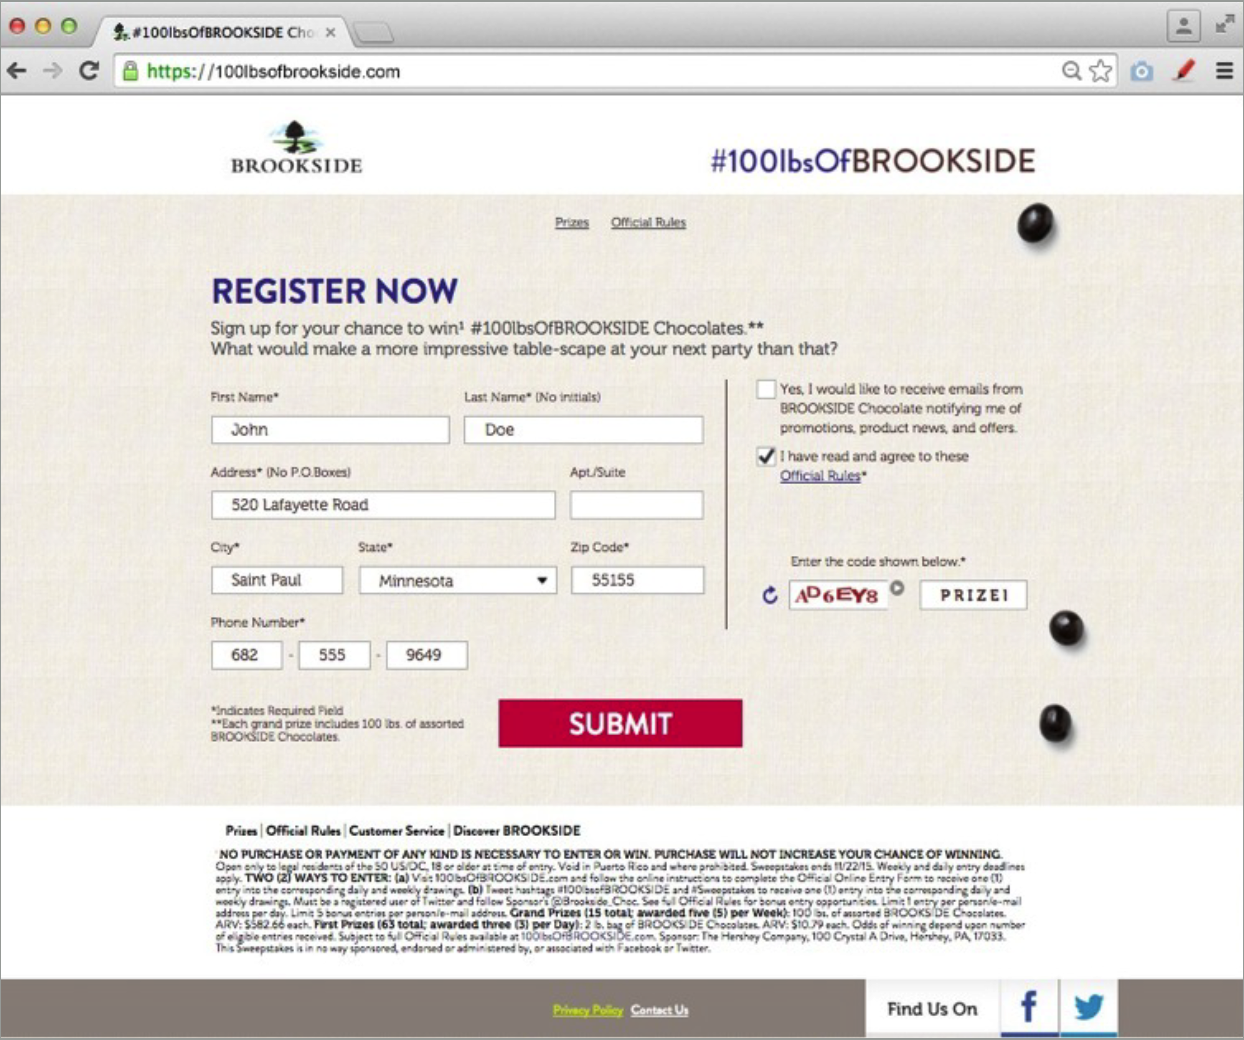 #100lbsOfBROOKSIDE Cho
https://100lbsofbrookside.com
BROOKSIDE
#100lbsOfBROOKSIDE
Prizes Official Rules
REGISTER NOW
Sign up for your chance to win¹ #100lbsOfBROOKSIDE Chocolates.**
What would make a more impressive table-scape at your next party than that?
First Name*
Last Name* (No initials)
John
Doe
Address* (No P.O.Boxes)
Apt./Suite
520 Lafayette Road
City*
State*
Zip Code*
Saint Paul
Minnesota
55155
Phone Number*
682 - 555 - 9649
Yes, I would like to receive emails from
BROOKSIDE Chocolate notifying me of
promotions, product news, and offers.
I have read and agree to these
Official Rules*
Enter the code shown below.*
AD6EY8
PRIZE1
*Indicates Required Field
**Each grand prize includes 100 lbs. of assorted
BROOKSIDE Chocolates.
SUBMIT
Prizes | Official Rules | Customer Service | Discover BROOKSIDE
NO PURCHASE OR PAYMENT OF ANY KIND IS NECESSARY TO ENTER OR WIN. PURCHASE WILL NOT INCREASE YOUR CHANCE OF WINNING.
Open only to legal residents of the 50 US/DC, 18 or older at time of entry. Void in Puerto Rico and where prohibited. Sweepstakes ends 11/22/15. Weekly and daily entry deadlines
apply. TWO (2) WAYS TO ENTER: (a) Visit 100lbsOfBROOKSIDE.com and follow the online instructions to complete the Official Online Entry Form to receive one (1)
entry into the corresponding daily and weekly drawings. (b) Tweet hashtags #100lbsofBROOKSIDE and #Sweepstakes to receive one (1) entry into the corresponding daily and
weekly drawings. Must be a registered user of Twitter and follow Sponsor's @Brookside_Choc. See full Official Rules for bonus entry opportunities. Limit 1 entry per person/e-mail
address per day. Limit 5 bonus entries per person/e-mail address. Grand Prizes (15 total; awarded five (5) per Week): 100 lbs. of assorted BROOKSIDE Chocolates.
ARV: $582.66 each. First Prizes (63 total; awarded three (3) per Day): 2 lb. bag of BROOKSIDE Chocolates. ARV: $10.79 each. Odds of winning depend upon number
of eligible entries received. Subject to full Official Rules available at 100lbsOfBROOKSIDE.com. Sponsor: The Hershey Company, 100 Crystal A Drive, Hershey, PA, 17033.
This Sweepstakes is in no way sponsored, endorsed or administered by, or associated with Facebook or Twitter.
Privacy Policy Contact Us
Find Us On